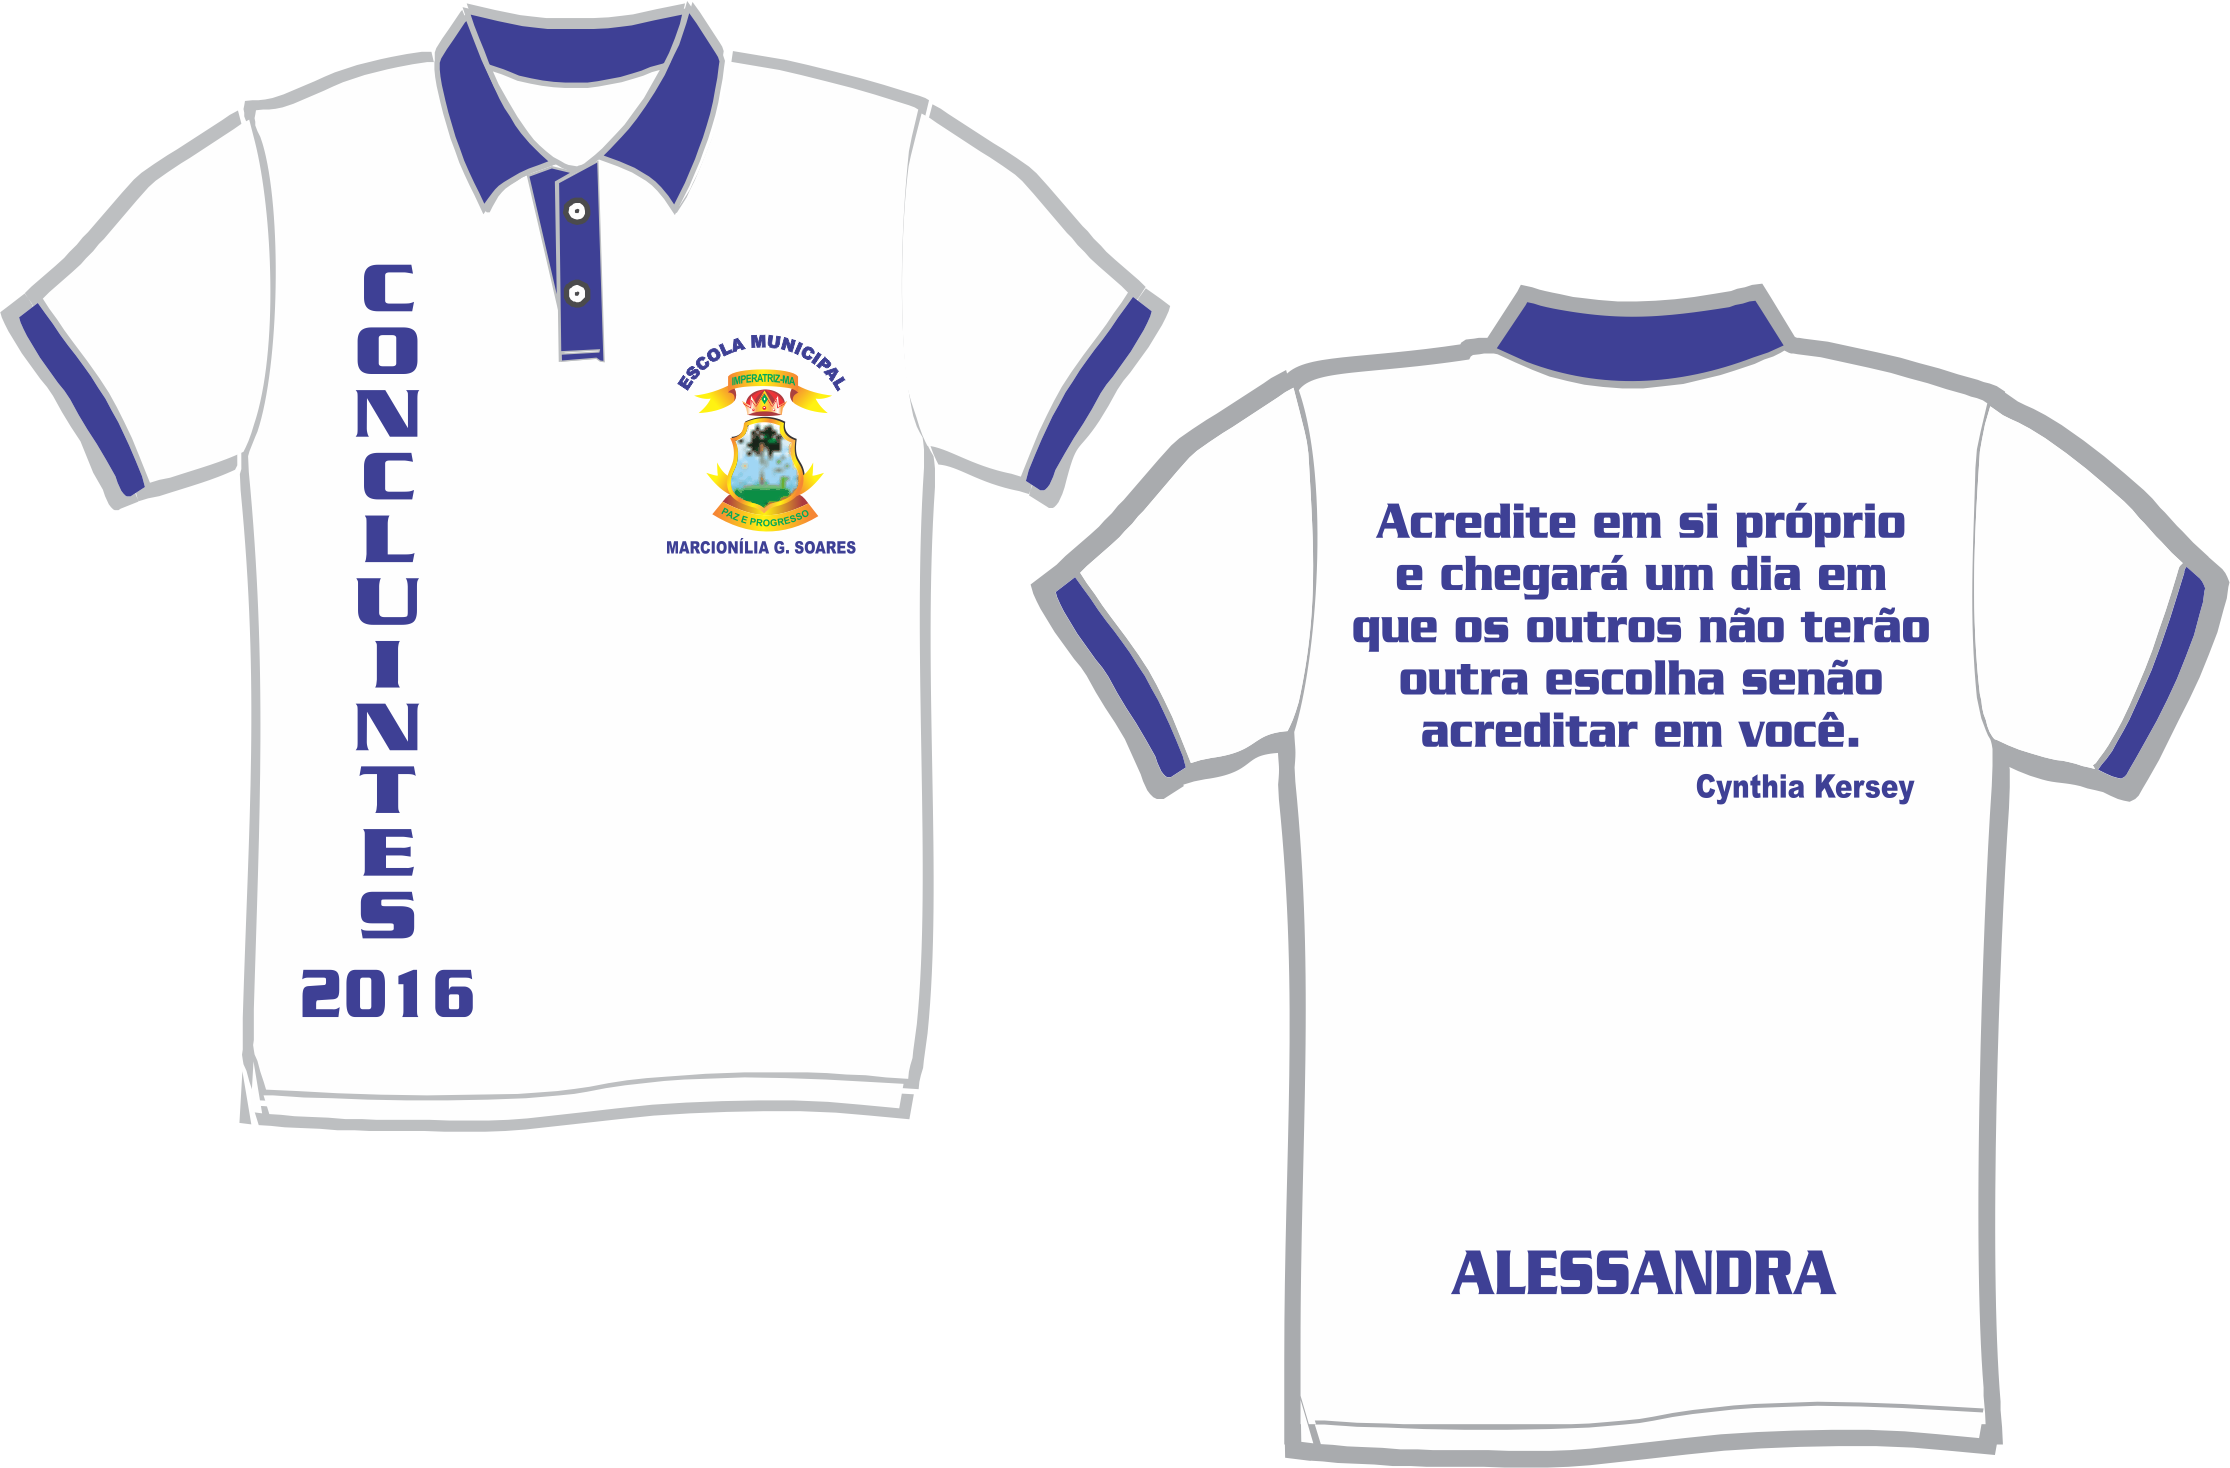 CONCLUINTES
2016
ESCOLA MUNICIPAL
IMPERATRIZ-MA
PAZ E PROGRESSO
MARCIONÍLIA G. SOARES
Acredite em si próprio
e chegará um dia em
que os outros não terão
outra escolha senão
acreditar em você.
Cynthia Kersey
ALESSANDRA